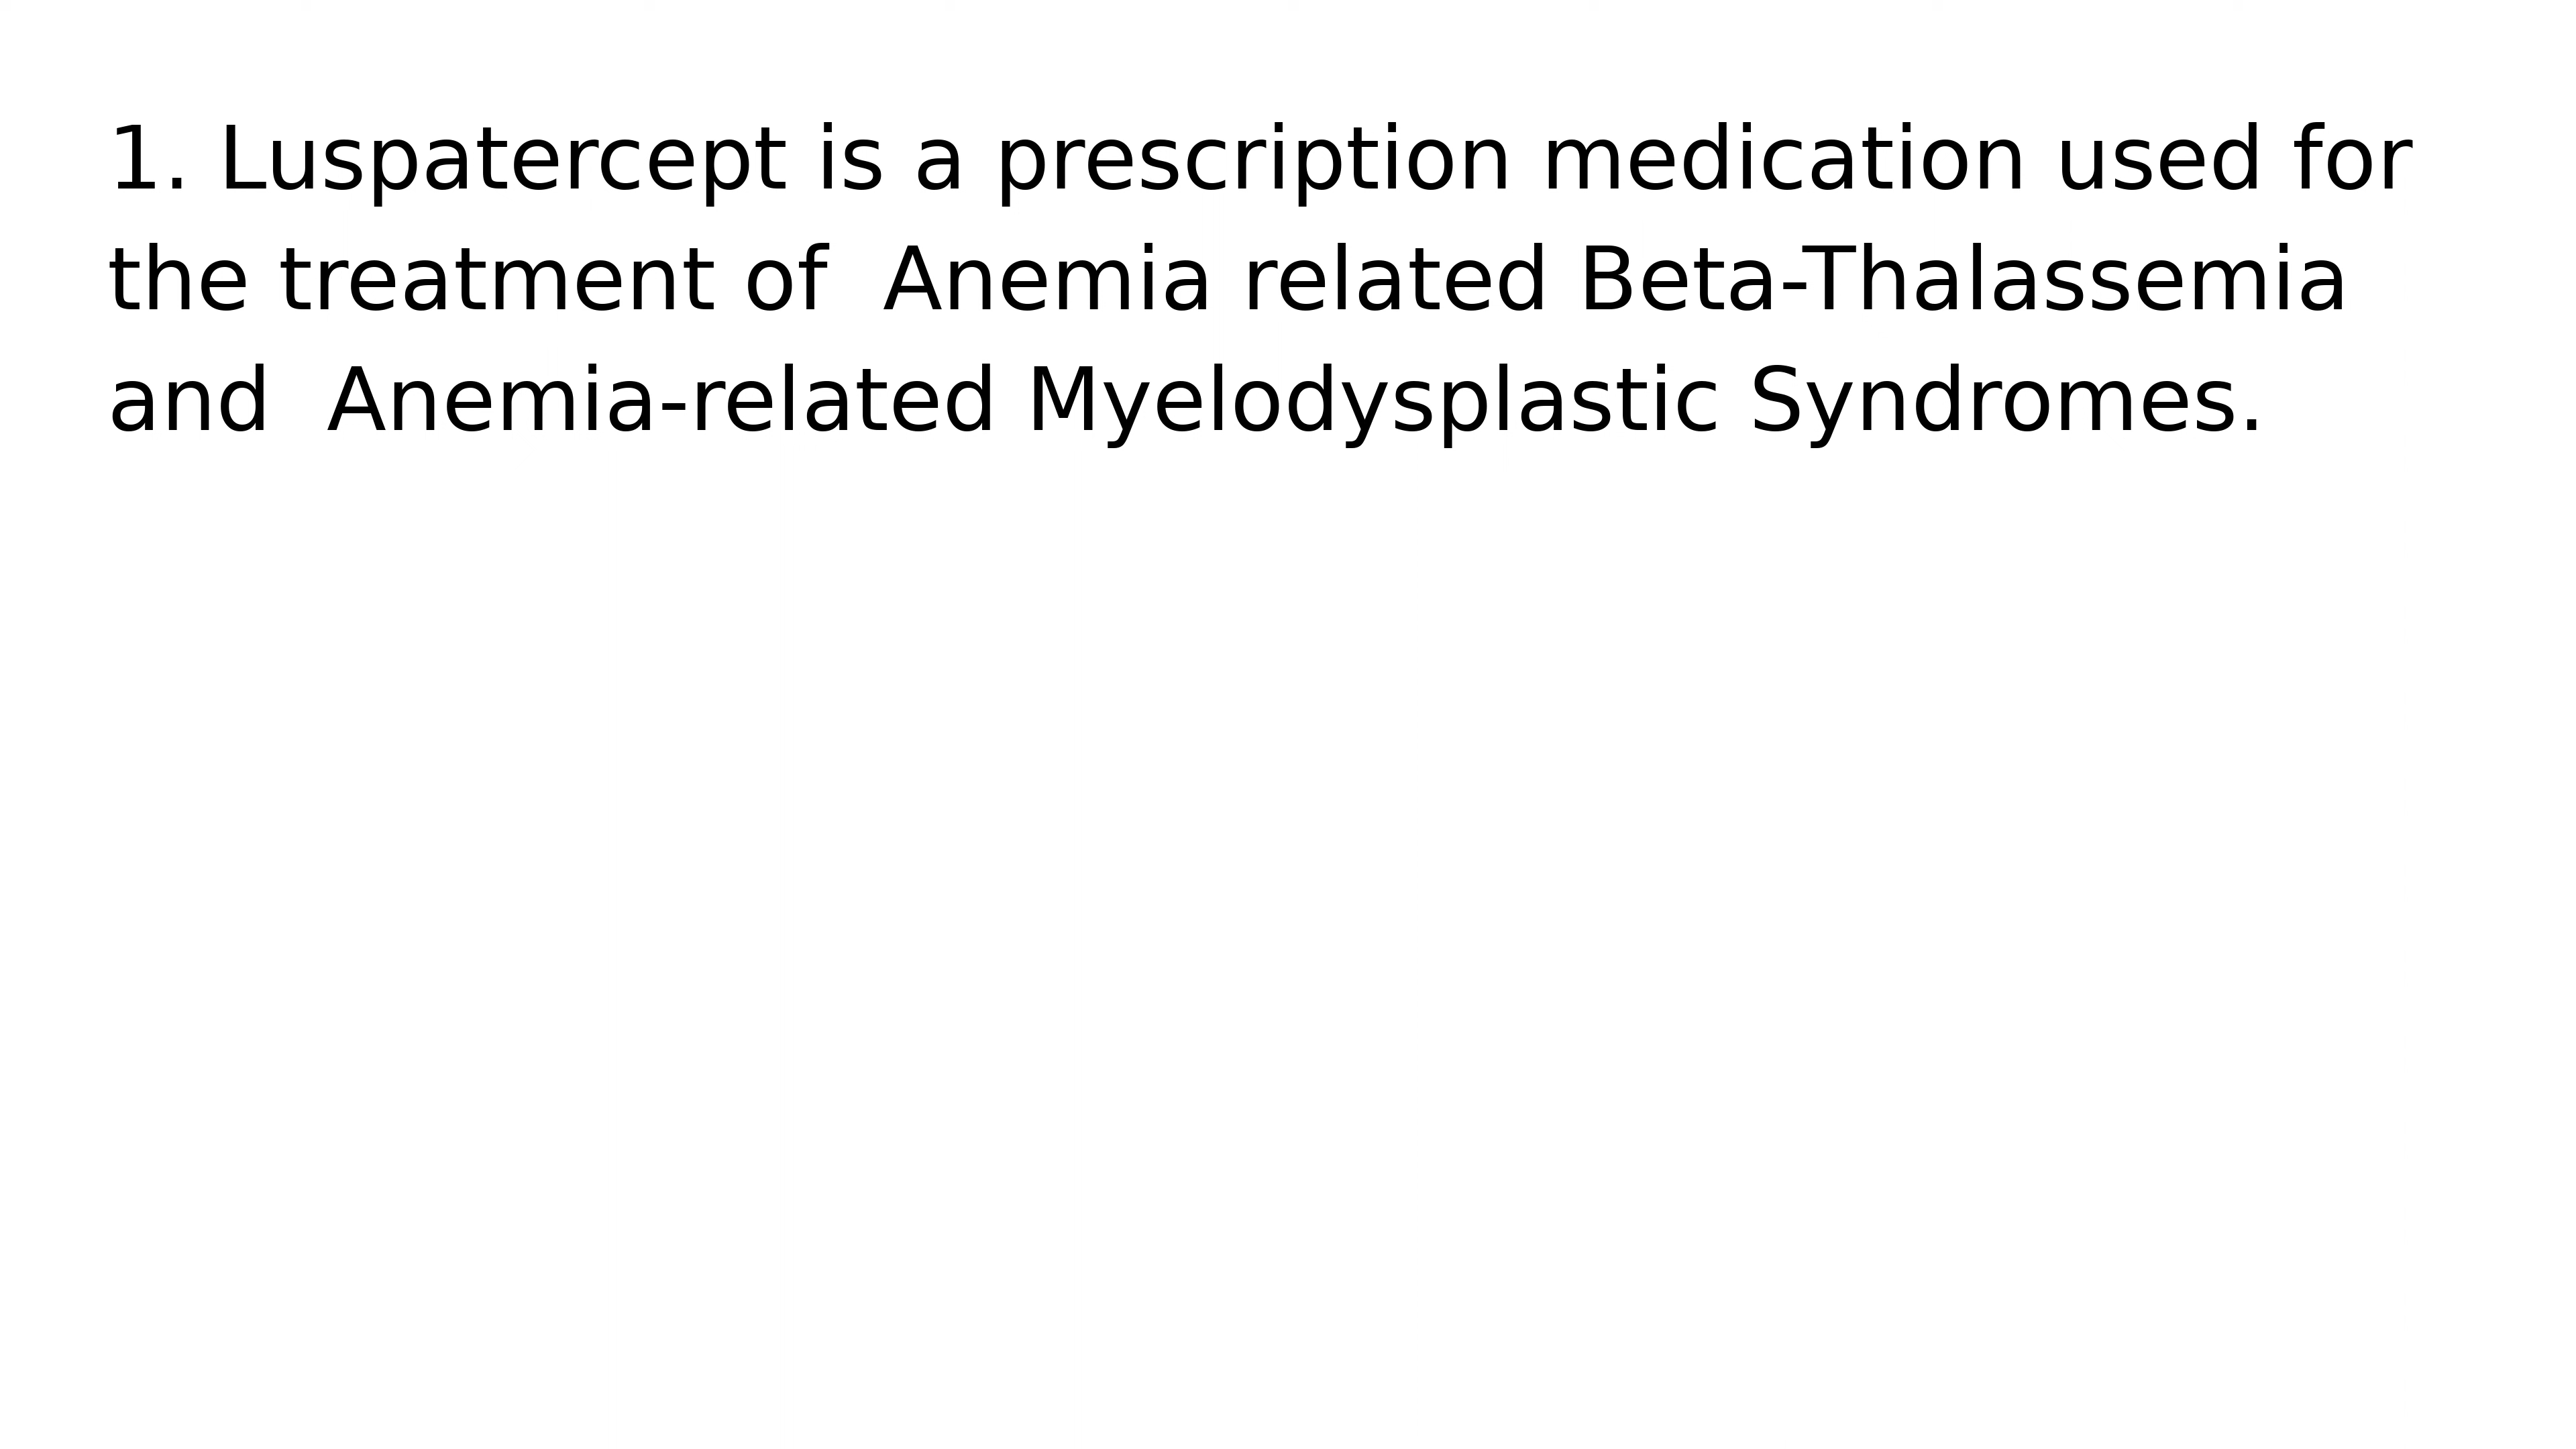 1. Luspatercept is a prescription medication used for
the treatment of  Anemia related Beta-Thalassemia
and  Anemia-related Myelodysplastic Syndromes.